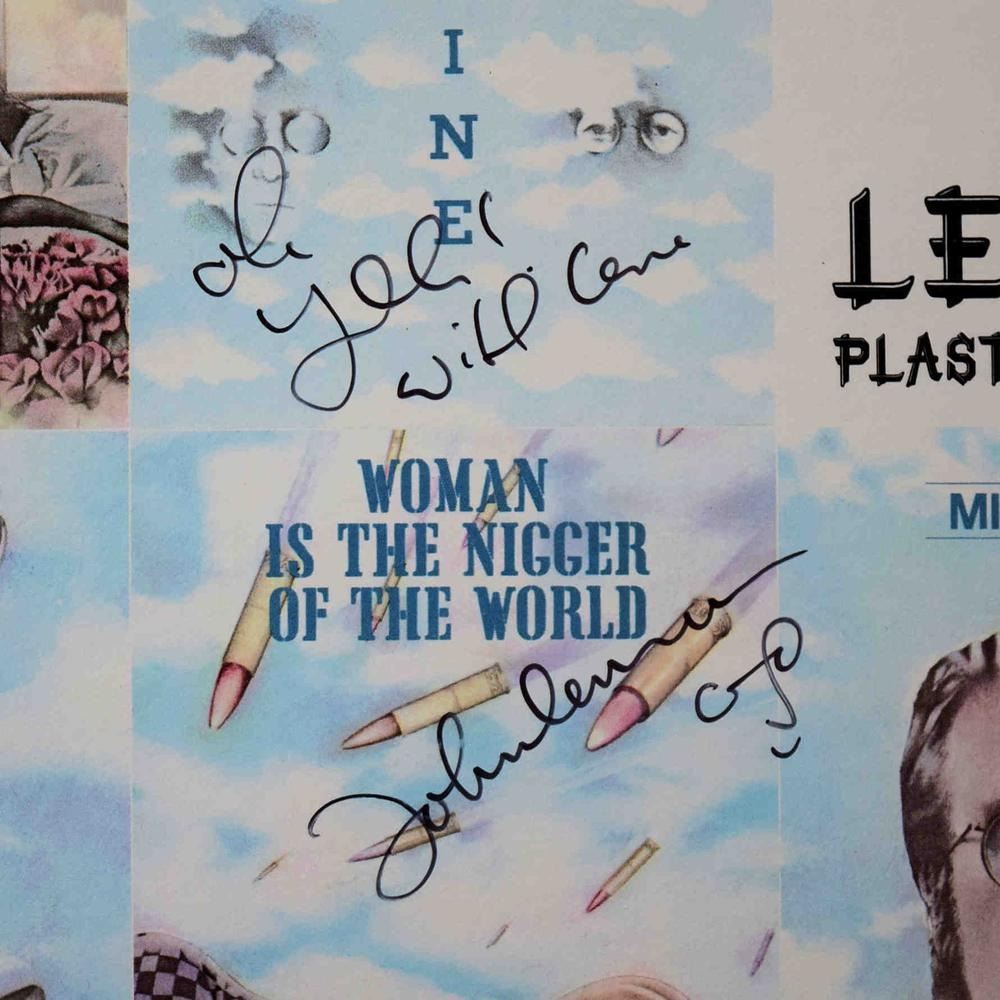 I
N
E
with love
LE
PLAST
WOMAN
IS THE NIGGER
OF THE WORLD
MI
John Lennon